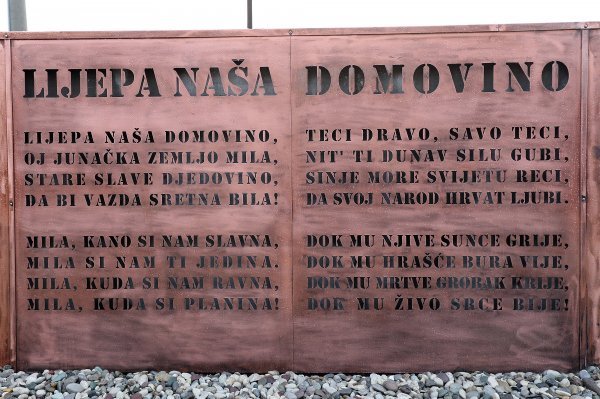 LIJEPA NAŠA DOMOVINO
LIJEPA NAŠA DOMOVINO,
OJ JUNAČKA ZEMLJO MILA,
STARE SLAVE DJEDOVINO,
DA BI VAZDA SRETNA BILA!
MILA, KANO SI NAM SLAVNA,
MILA SI NAM TI JEDINA.
MILA, KUDA SI NAM RAVNA,
MILA, KUDA SI PLANINA!
TECI DRAVO, SAVO TECI,
NIT' TI DUNAV SILU GUBI,
SINJE MORE SVIJETU RECI,
DA SVOJ NAROD HRVAT LJUBI.
DOK MU NJIVE SUNCE GRIJE,
DOK MU HRAŠĆE BURA VIJE,
DOK MU MRTVE GROBAK KRIJE,
DOK MU ŽIVO SRCE BIJE!